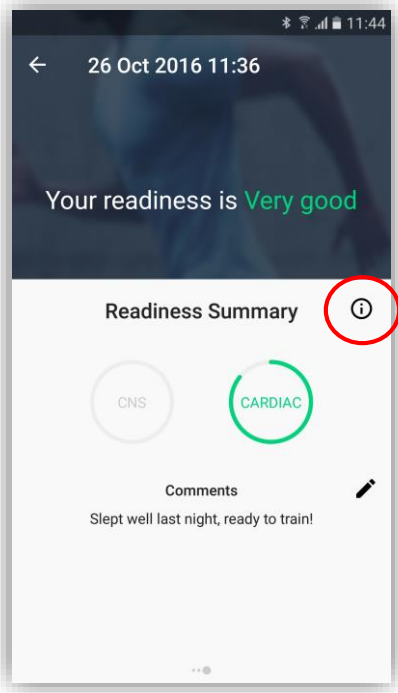 11:44
26 Oct 2016 11:36
Your readiness is Very good
Readiness Summary
CNS
CARDIAC
Comments
Slept well last night, ready to train!